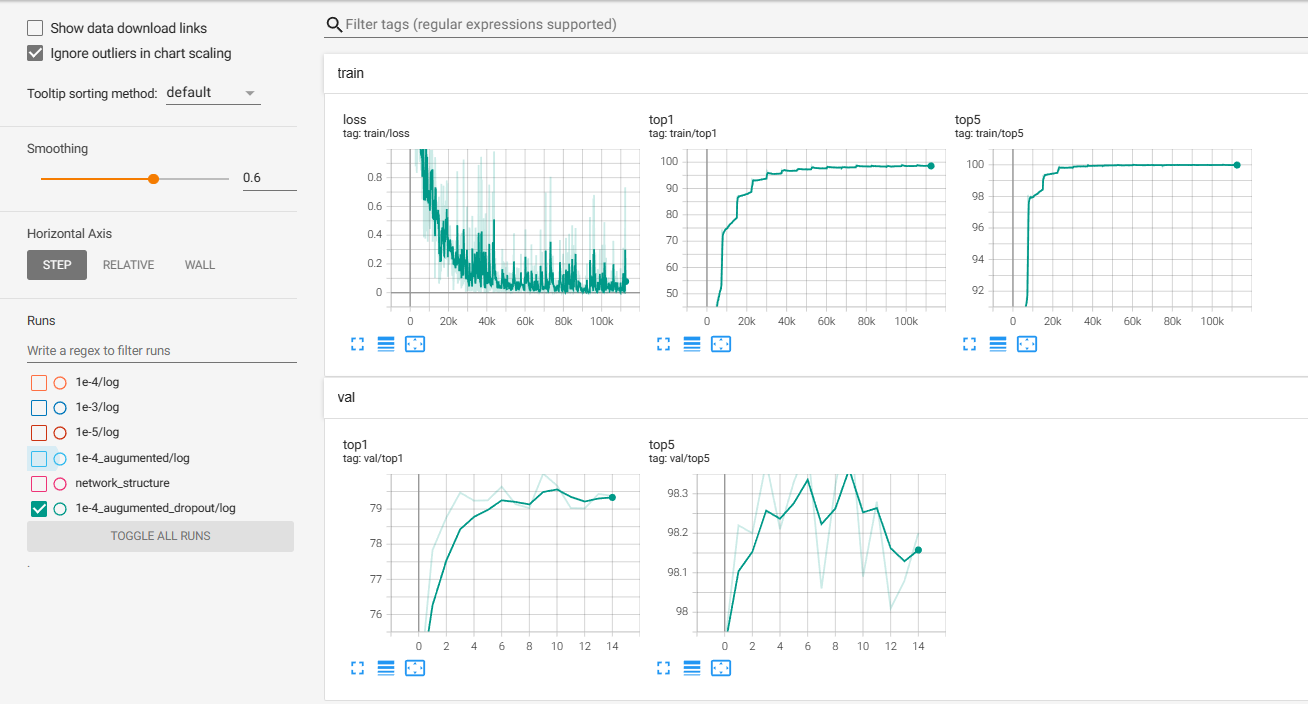 Show data download links
Ignore outliers in chart scaling
Tooltip sorting method: default
Smoothing
0.6
Horizontal Axis
STEP RELATIVE WALL
Runs
Write a regex to filter runs
1e-4/log
1e-3/log
1e-5/log
1e-4_augumented/log
network_structure
1e-4_augumented_dropout/log
TOGGLE ALL RUNS
.
Filter tags (regular expressions supported)
train
loss
tag: train/loss
0.8
0.6
0.4
0.2
0
0 20k 40k 60k 80k 100k
top1
tag: train/top1
100
90
80
70
60
50
0 20k 40k 60k 80k 100k
top5
tag: train/top5
100
98
96
94
92
0 20k 40k 60k 80k 100k
val
top1
tag: val/top1
79
78
77
76
0 2 4 6 8 10 12 14
top5
tag: val/top5
98.3
98.2
98.1
98
0 2 4 6 8 10 12 14